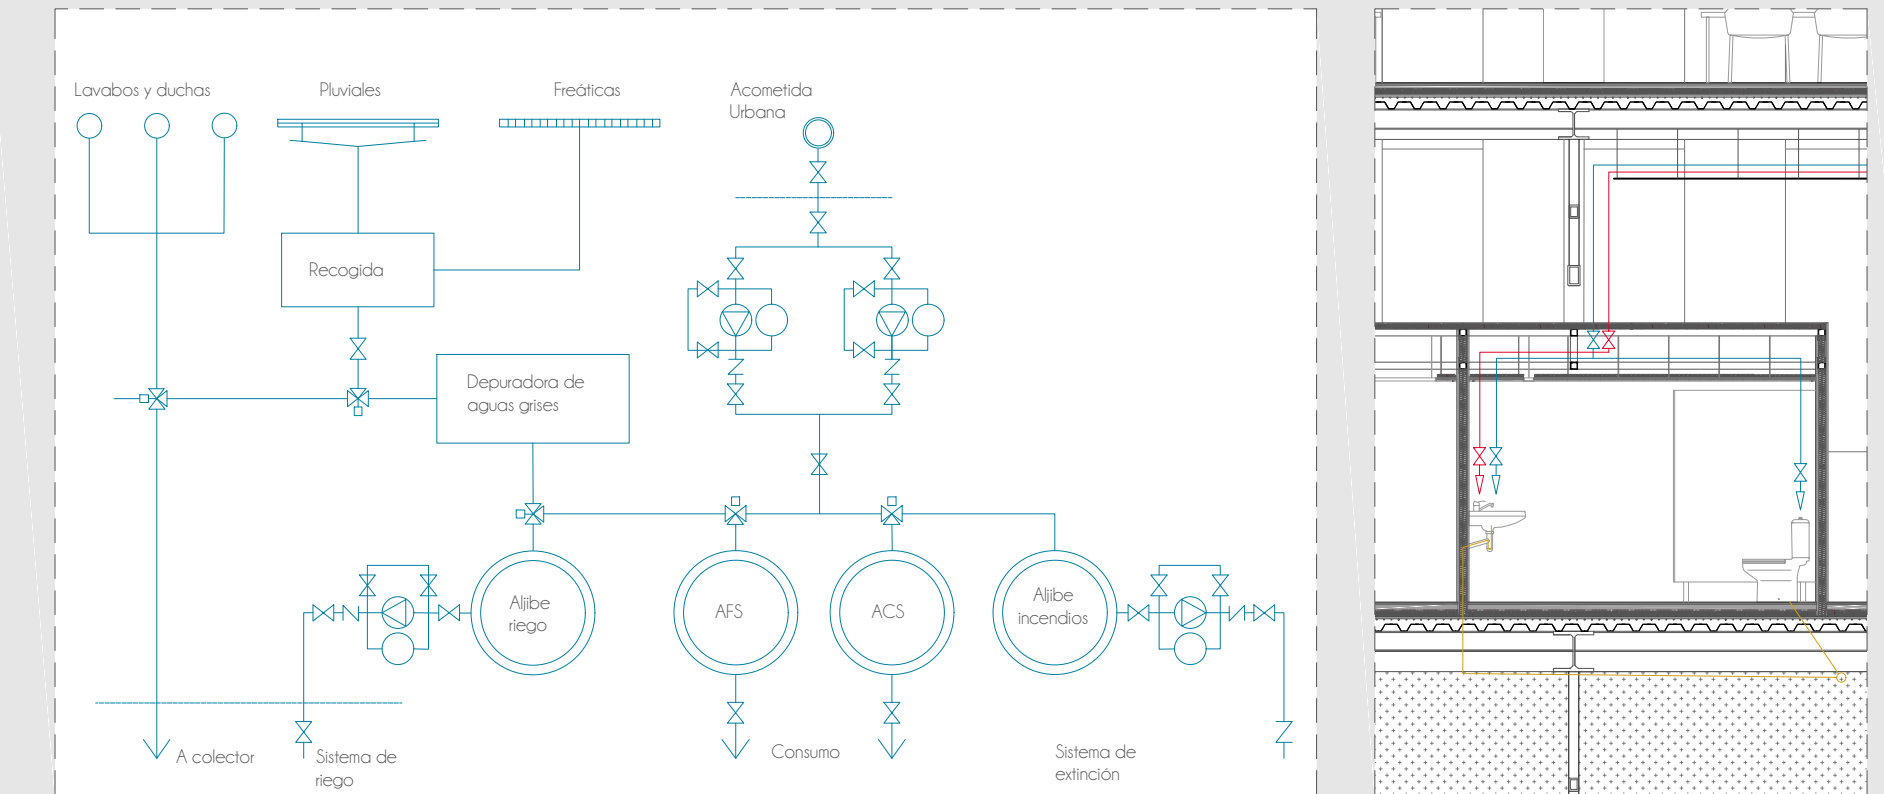 Lavabos y duchas
Pluviales
Freáticas
Acometida
Urbana
Recogida
Depuradora de
aguas grises
Aljibe
riego
AFS
ACS
Aljibe
incendios
A colector
Sistema de
riego
Consumo
Sistema de
extinción